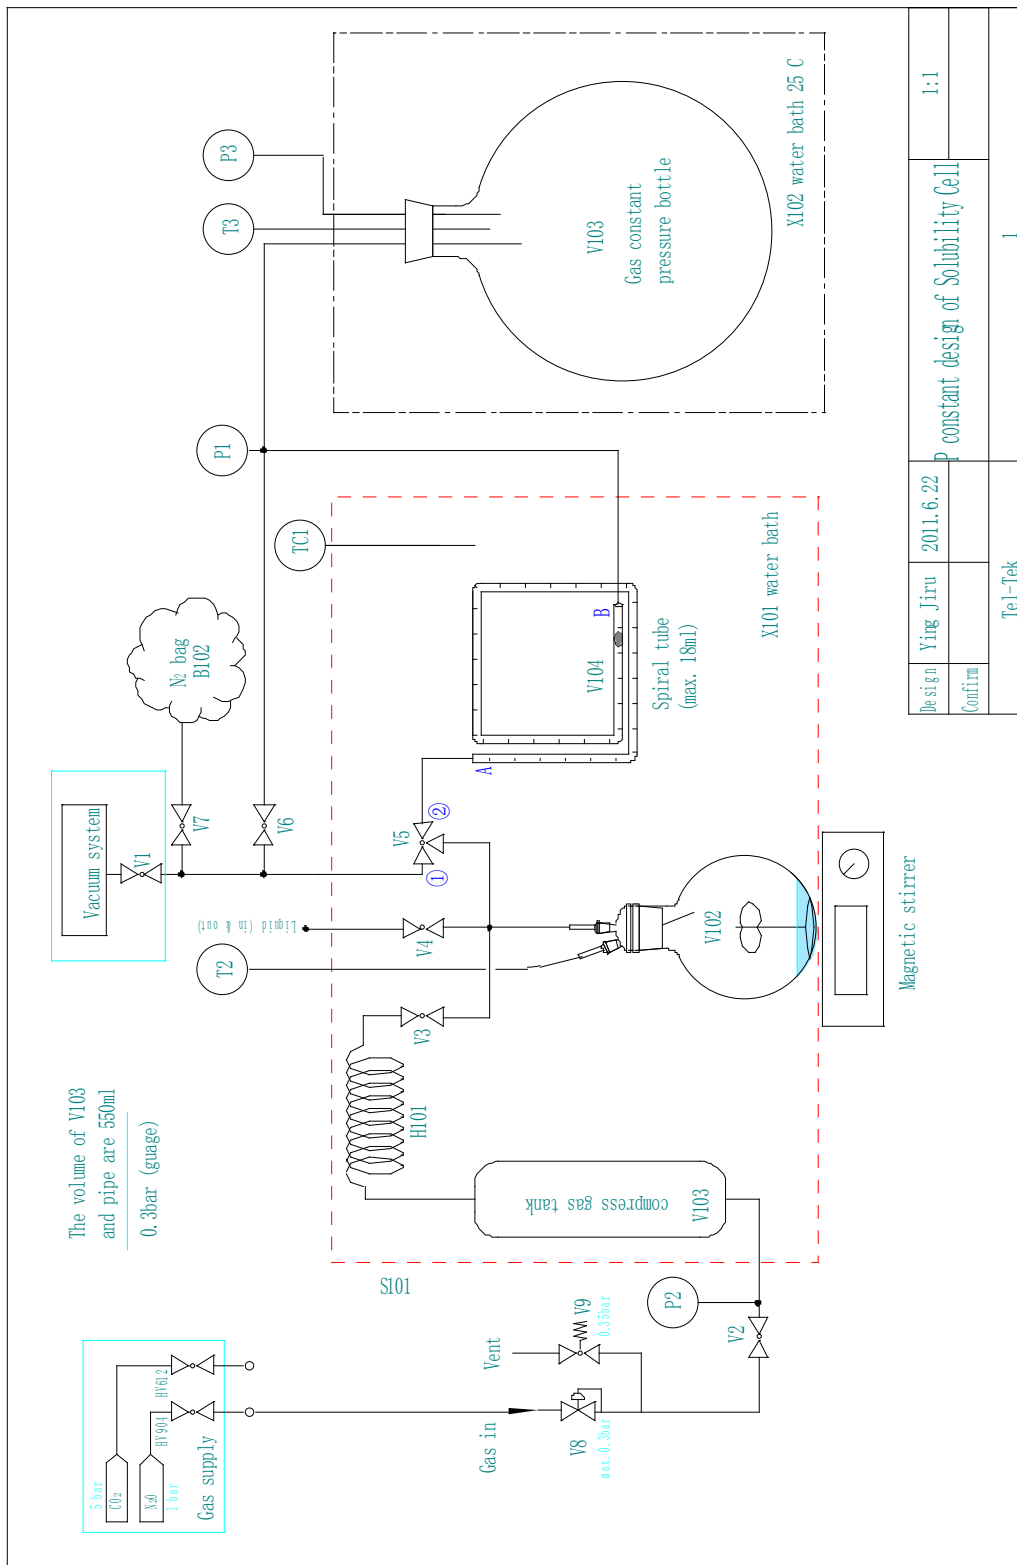 5 bar
CO2
N2O
1 bar
HV612
HV904
Gas supply
The volume of V103
and pipe are 550ml
0.3bar (guage)
Vacuum system
V1
N2 bag
B102
V7
V6
Liquid (in & out)
T2
P1
T3
P3
TC1
Gas in
Vent
V8
max. 0.3bar
V9
0.35bar
P2
V2
S101
compress gas tank
V103
H101
V3
V4
V5
①
②
A
B
V104
Spiral tube
(max. 18ml)
X101 water bath
V102
Magnetic stirrer
V103
Gas constant
pressure bottle
X102 water bath 25 C
Design
Ying Jiru
2011.6.22
P constant design of Solubility Cell
1:1
Confirm
Tel-Tek
1